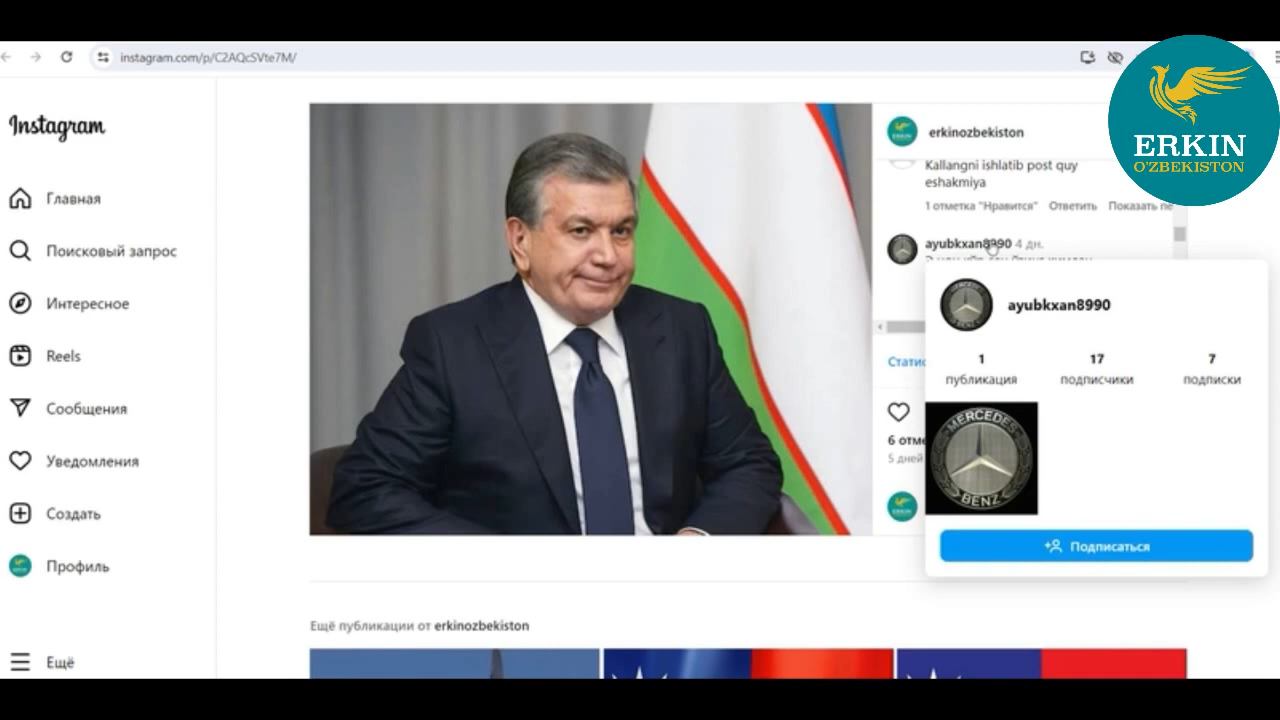 instagram.com/p/C2AQcSVte7M/
ERKIN
O'ZBEKISTON
Instagram
Главная
Поисковый запрос
Интересное
Reels
Сообщения
Уведомления
Создать
Профиль
Ещё
erkinozbekiston
Kallangni ishlatib post quy
eshakmiya
1 отметка "Нравится" Ответить Показать пе
ayubkxan8990 4 дн.
ayubkxan8990
1 17 7
публикация подписчики подписки
Статис
6 отме
5 дней
MERCEDES
BENZ
Подписаться
Ещё публикации от erkinozbekiston